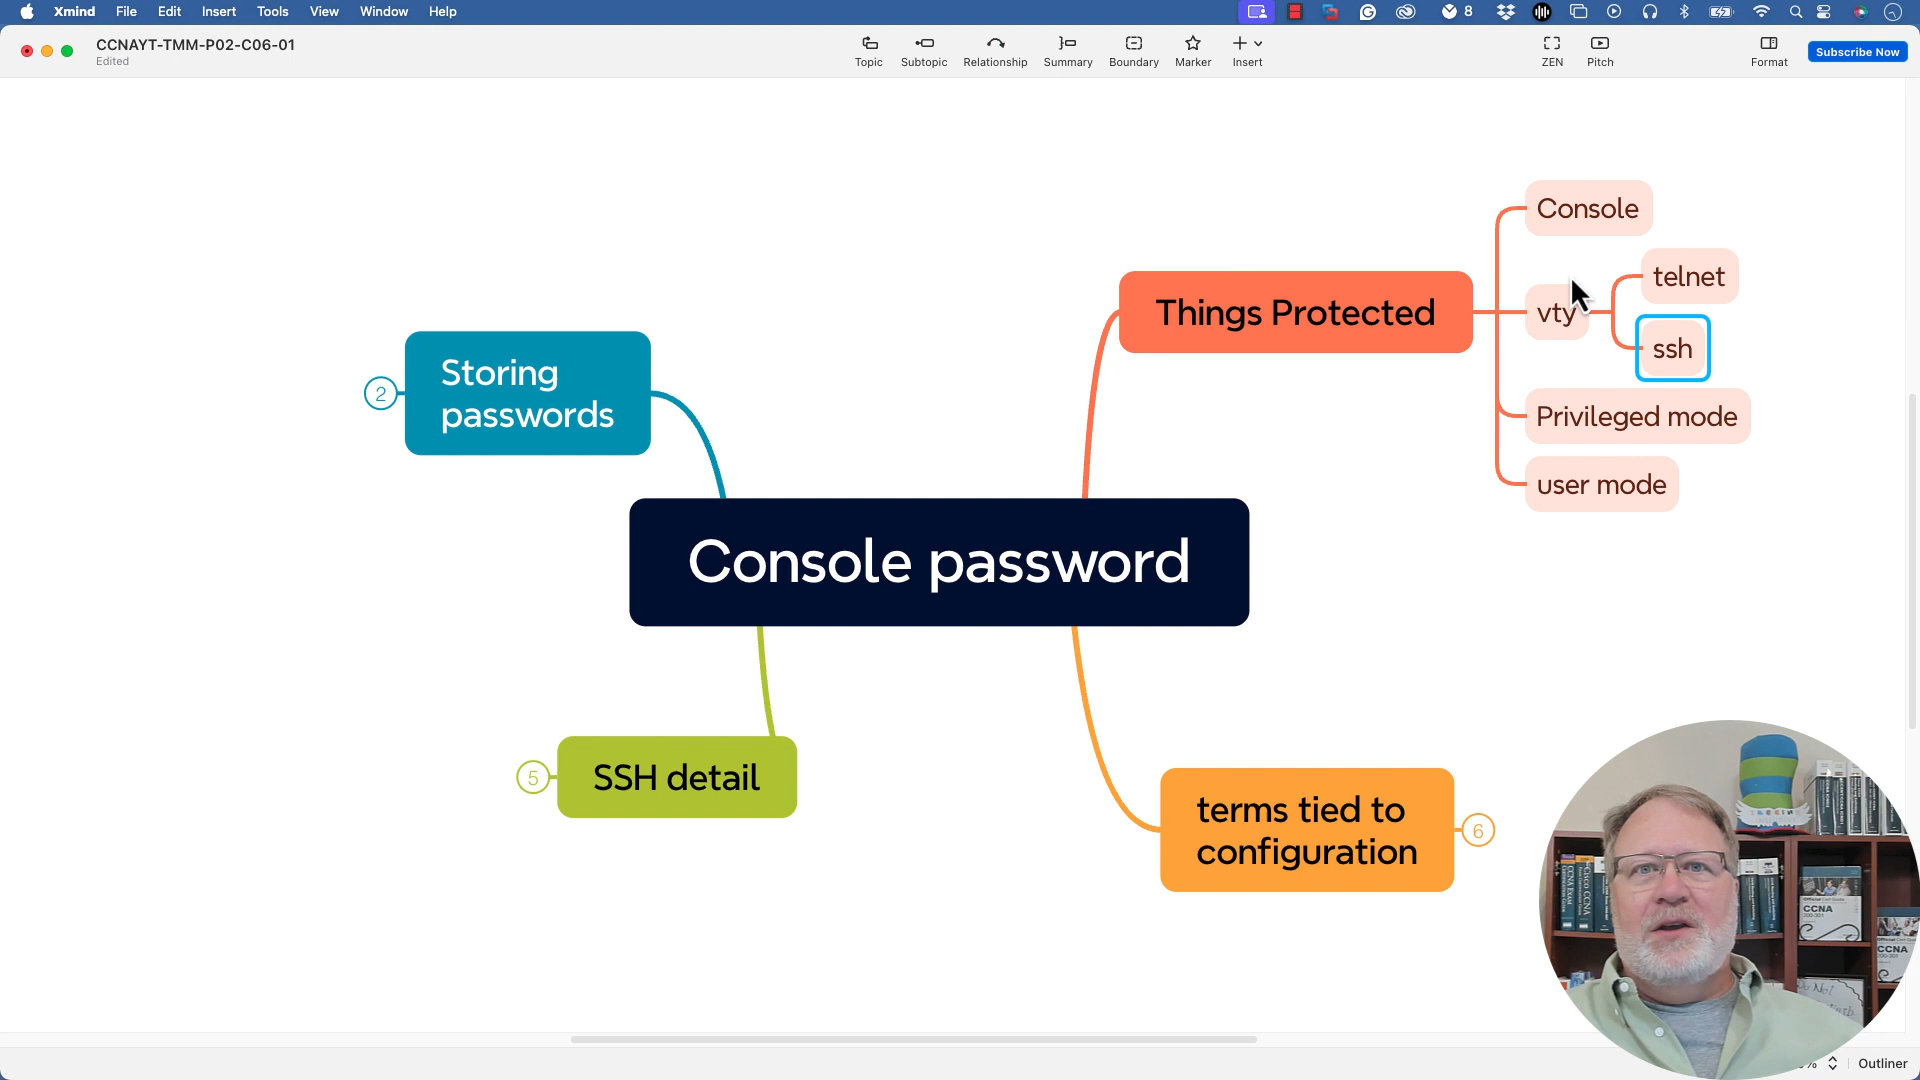 Xmind File Edit Insert Tools View Window Help
8
CCNAYT-TMM-P02-C06-01
Edited
Topic Subtopic Relationship Summary Boundary Marker Insert
ZEN Pitch
Format Subscribe Now
Console
telnet
vty
ssh
Things Protected
Privileged mode
user mode
2
Storing
passwords
Console password
5
SSH detail
terms tied to
configuration
6
CCNA
CCNA
Do Not
% Outliner